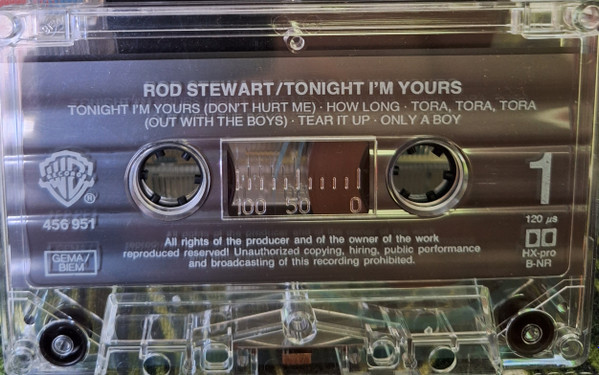 ROD STEWART/TONIGHT I'M YOURS
TONIGHT I'M YOURS (DON'T HURT ME) · HOW LONG · TORA, TORA, TORA
(OUT WITH THE BOYS) · TEAR IT UP · ONLY A BOY
1
®
456 951
100 50 0
120 µs
GEMA/
BIEM
All rights of the producer and of the owner of the work
reproduced reserved! Unauthorized copying, hiring, public performance
and broadcasting of this recording prohibited.
HX-pro
B-NR